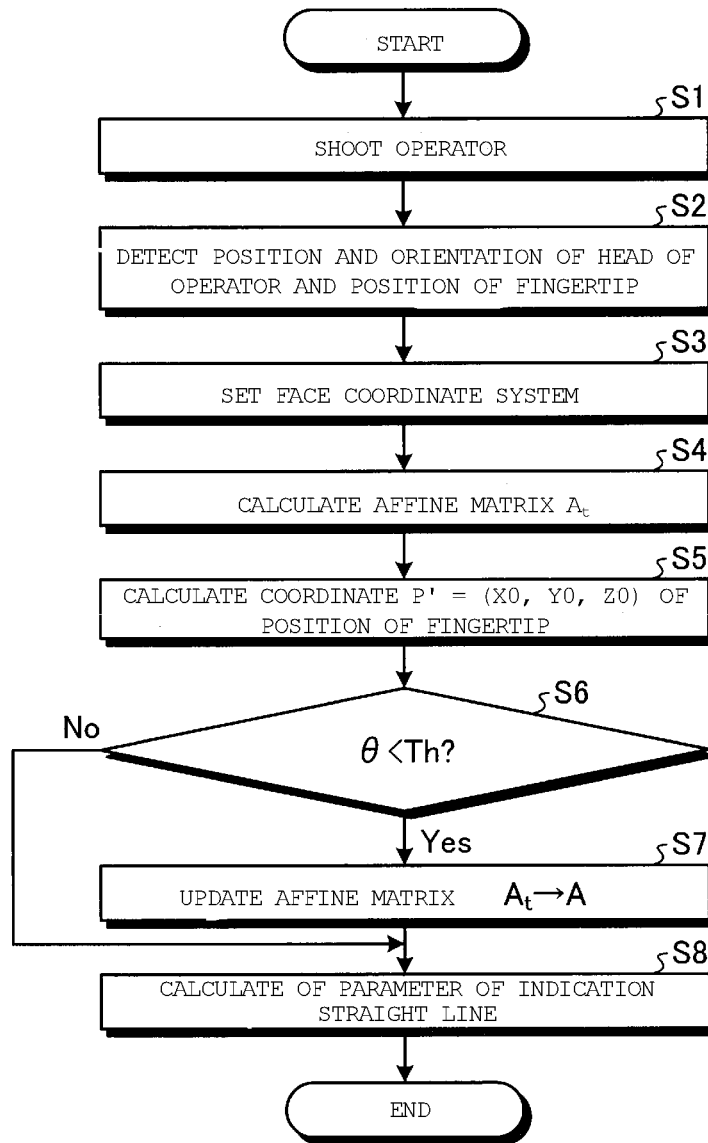 START
S1
SHOOT OPERATOR
S2
DETECT POSITION AND ORIENTATION OF HEAD OF
OPERATOR AND POSITION OF FINGERTIP
S3
SET FACE COORDINATE SYSTEM
S4
CALCULATE AFFINE MATRIX At
S5
CALCULATE COORDINATE P' = (X0, Y0, Z0) OF
POSITION OF FINGERTIP
S6
No
θ <Th?
Yes
S7
UPDATE AFFINE MATRIX At→A
S8
CALCULATE OF PARAMETER OF INDICATION
STRAIGHT LINE
END